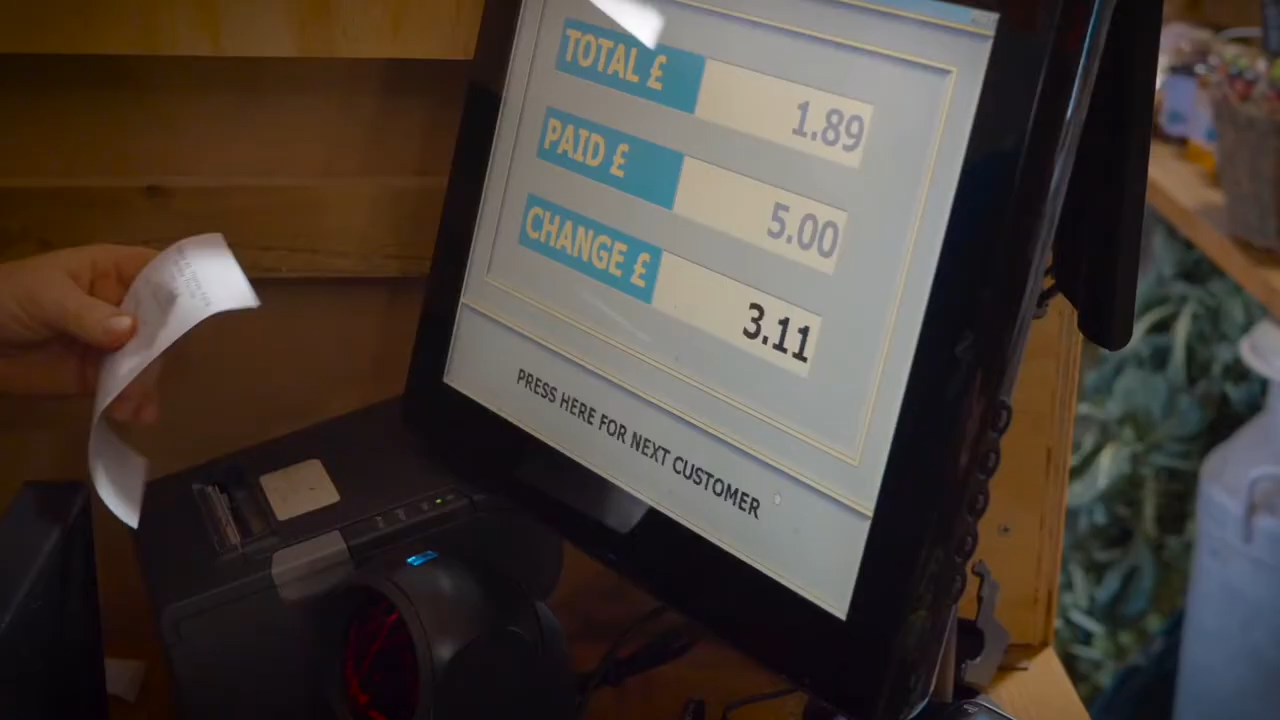 TOTAL £ 1.89
PAID £ 5.00
CHANGE £ 3.11
PRESS HERE FOR NEXT CUSTOMER